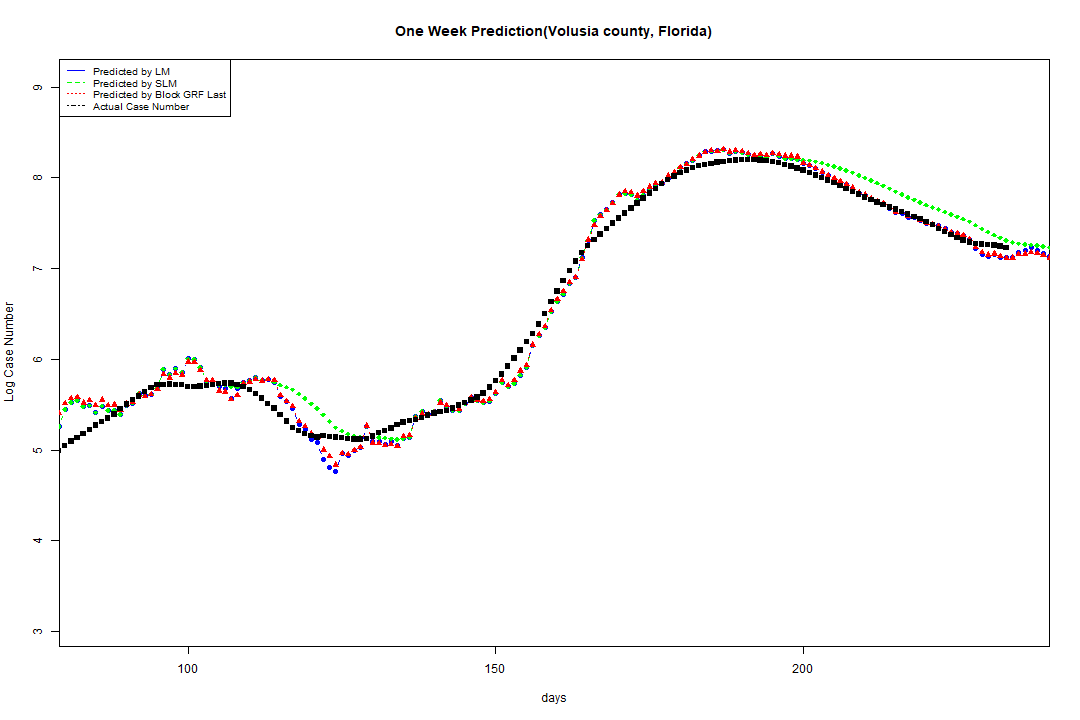 One Week Prediction(Volusia county, Florida)
Predicted by LM
Predicted by SLM
Predicted by Block GRF Last
Actual Case Number
9
8
7
6
5
4
3
Log Case Number
100 150 200
days